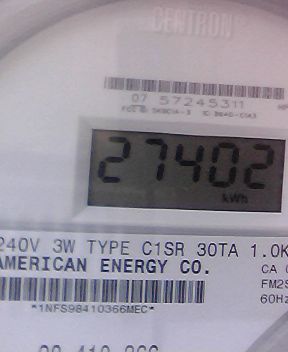 CENTRON
07 57245311
27402
kWh
240V 3W TYPE C1SR 30TA 1.0K
AMERICAN ENERGY CO.
CA
FM2S
60Hz
*1NFS98410366MEC*